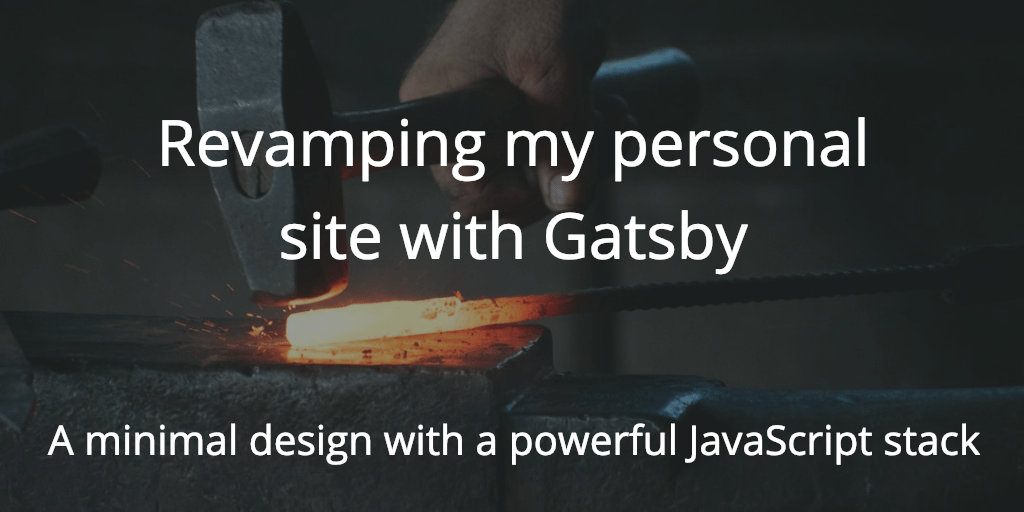 Revamping my personal
site with Gatsby
A minimal design with a powerful JavaScript stack